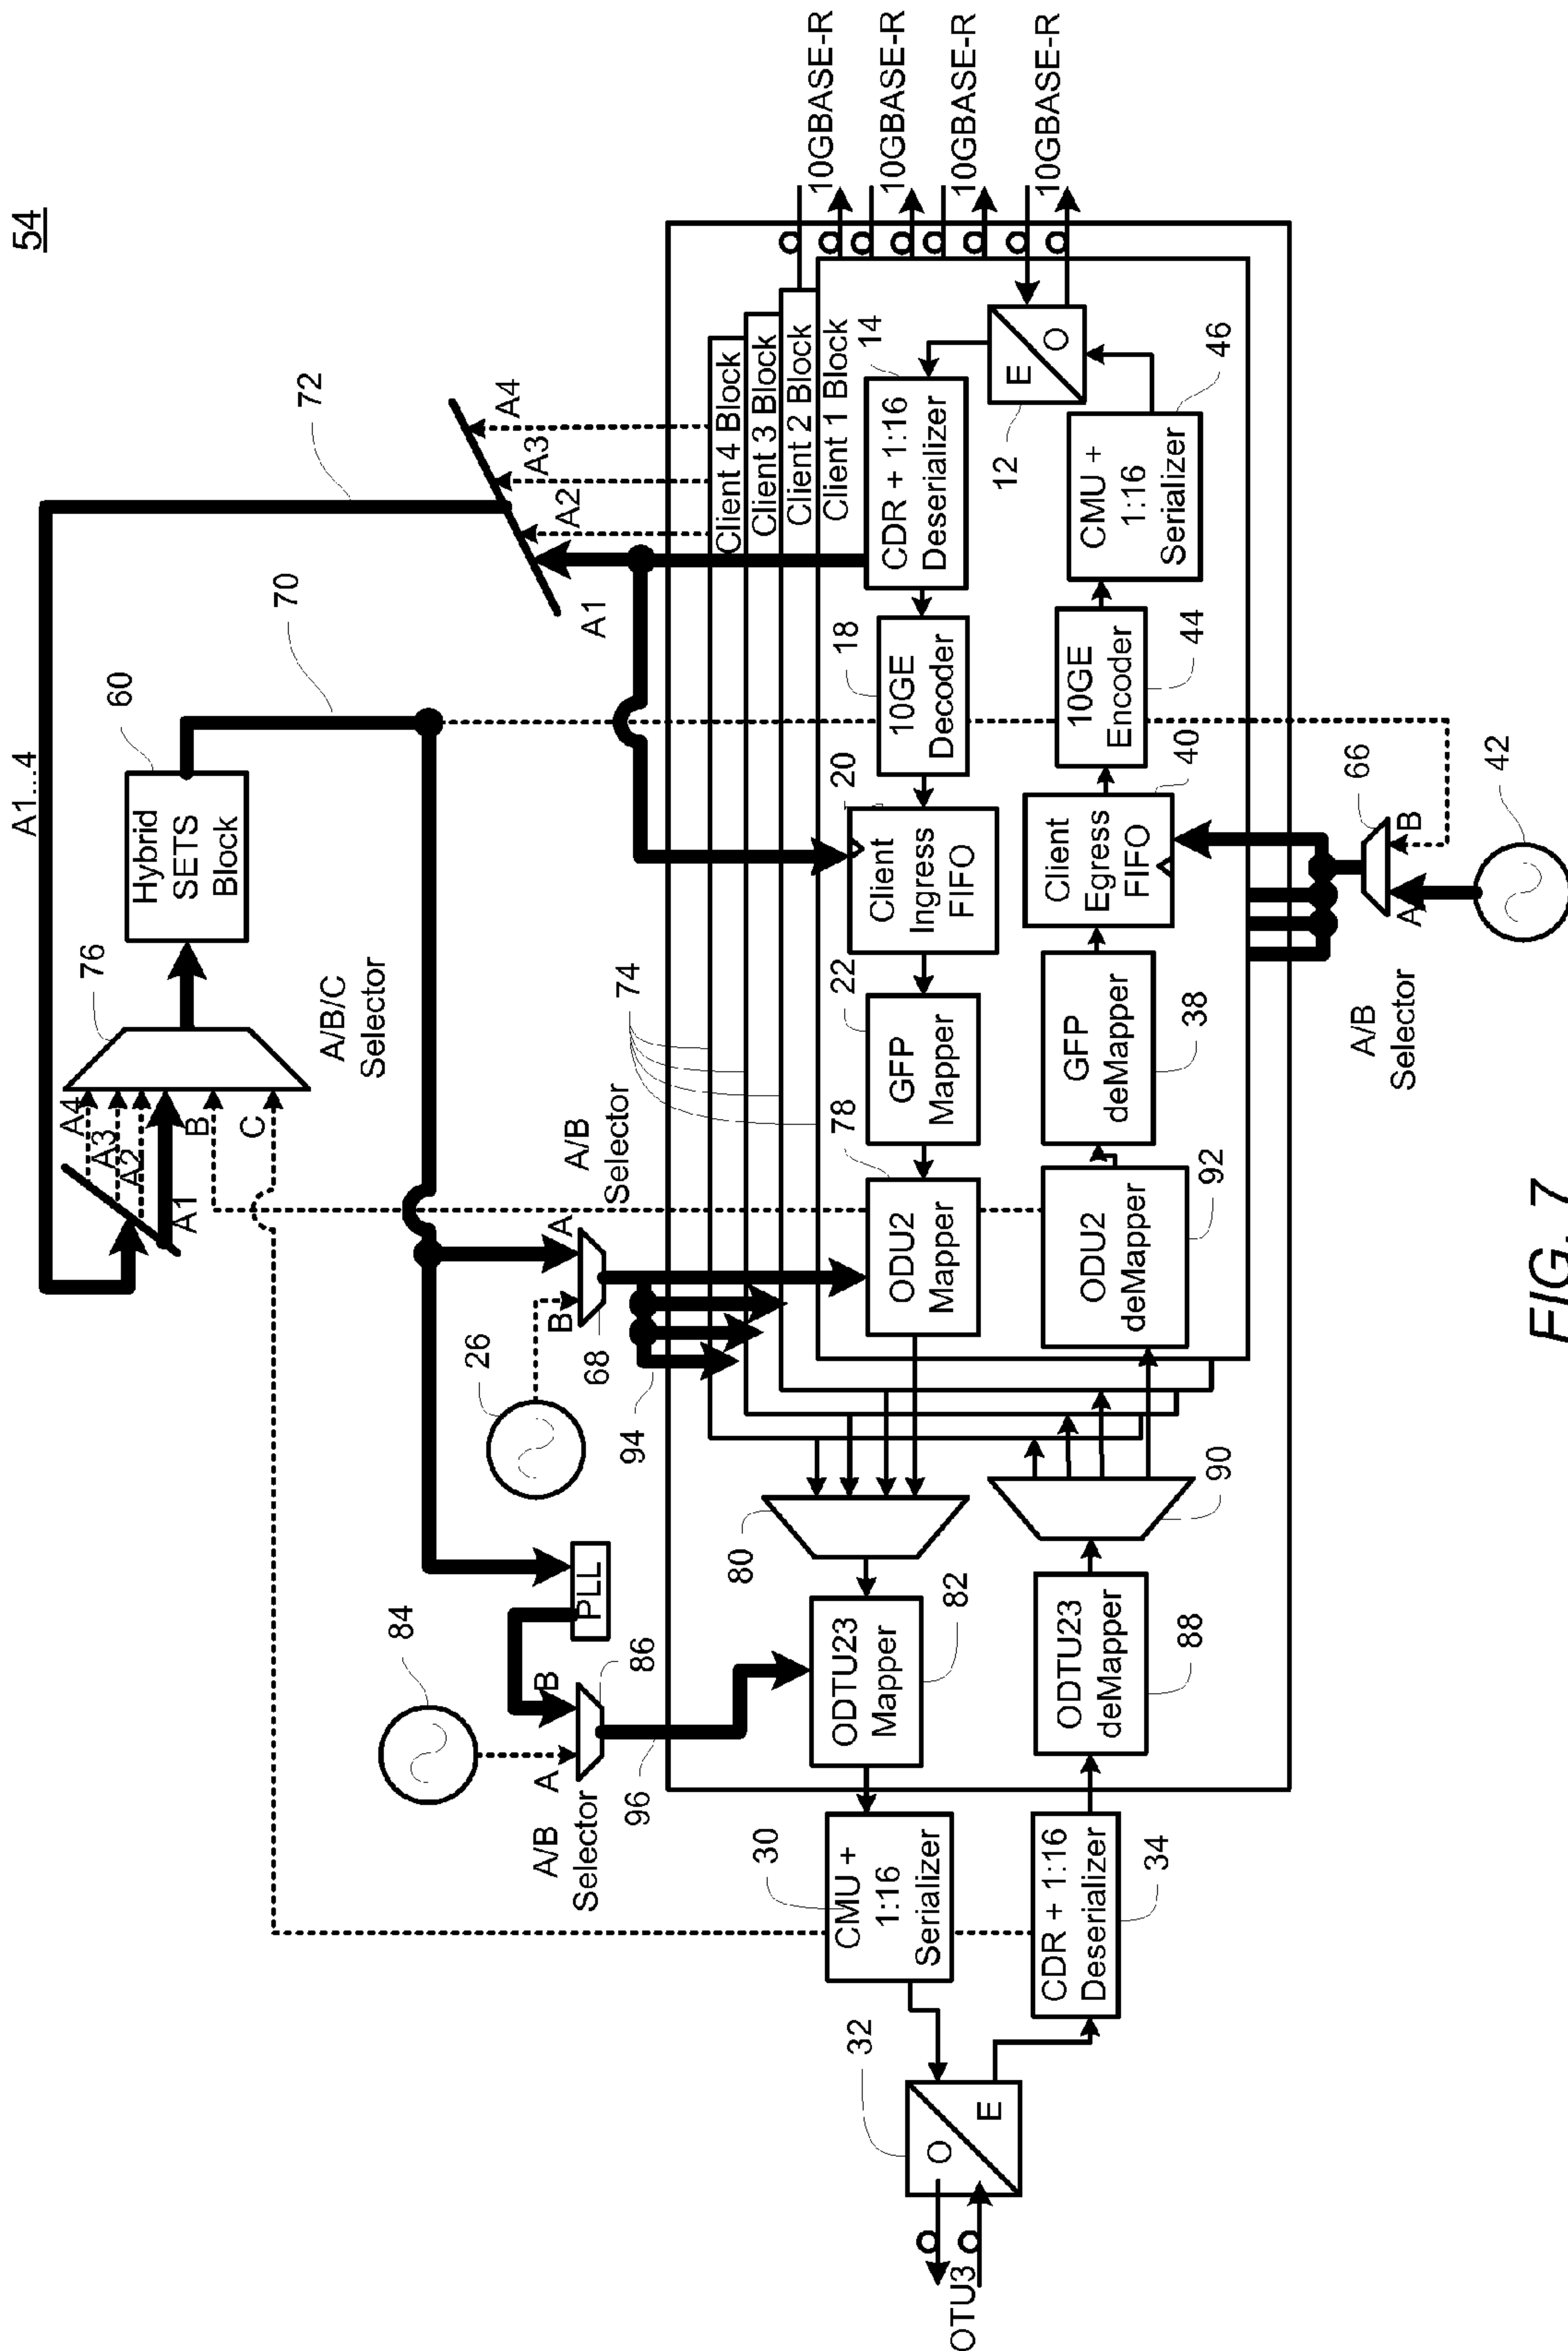 54
A1...4
72
A4
A3
A2
A1
70
60
Hybrid
SETS
Block
76
A4
A3
A2
A1
B
C
A/B/C
Selector
84
A
B
A/B
Selector
86
96
PLL
26
B
A
68
94
A/B
Selector
74
Client 4 Block
Client 3 Block
Client 2 Block
Client 1 Block
10GBASE-R
10GBASE-R
10GBASE-R
10GBASE-R
OTU3
32
O
E
30
CMU +
1:16
Serializer
82
ODTU23
Mapper
80
78
ODU2
Mapper
22
GFP
Mapper
20
Client
Ingress
FIFO
18
10GE
Decoder
14
CDR + 1:16
Deserializer
12
E
O
34
CDR + 1:16
Deserializer
88
ODTU23
deMapper
90
92
ODU2
deMapper
38
GFP
deMapper
40
Client
Egress
FIFO
44
10GE
Encoder
46
CMU +
1:16
Serializer
A/B
Selector
66
A
B
42
FIG. 7